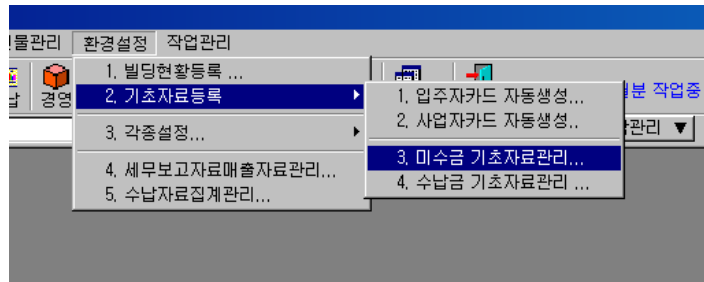 물관리 환경설정 작업관리
1. 빌딩현황등록 ...
경영
2. 기초자료등록
1. 입주자카드 자동생성...
분 작업중
2. 사업자카드 자동생성..
3. 각종설정...
관리 ▼
3. 미수금 기초자료관리...
4. 세무보고자료매출자료관리...
4. 수납금 기초자료관리 ...
5. 수납자료집계관리...